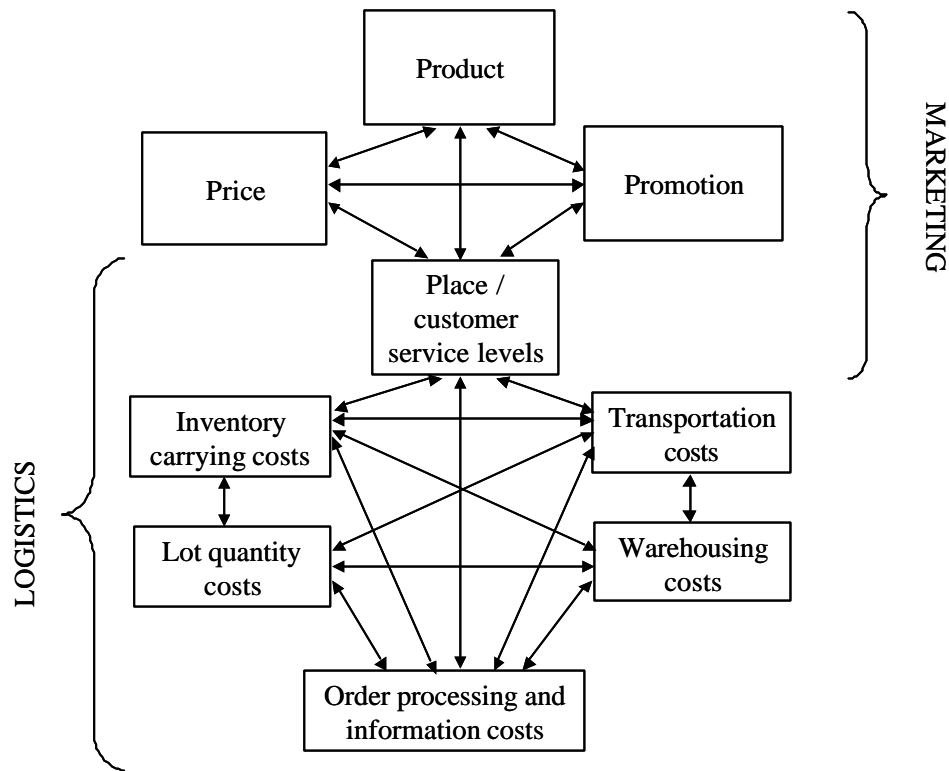 Product
MARKETING
Price
Promotion
Place /
customer
service levels
Inventory
carrying costs
Transportation
costs
LOGISTICS
Lot quantity
costs
Warehousing
costs
Order processing and
information costs